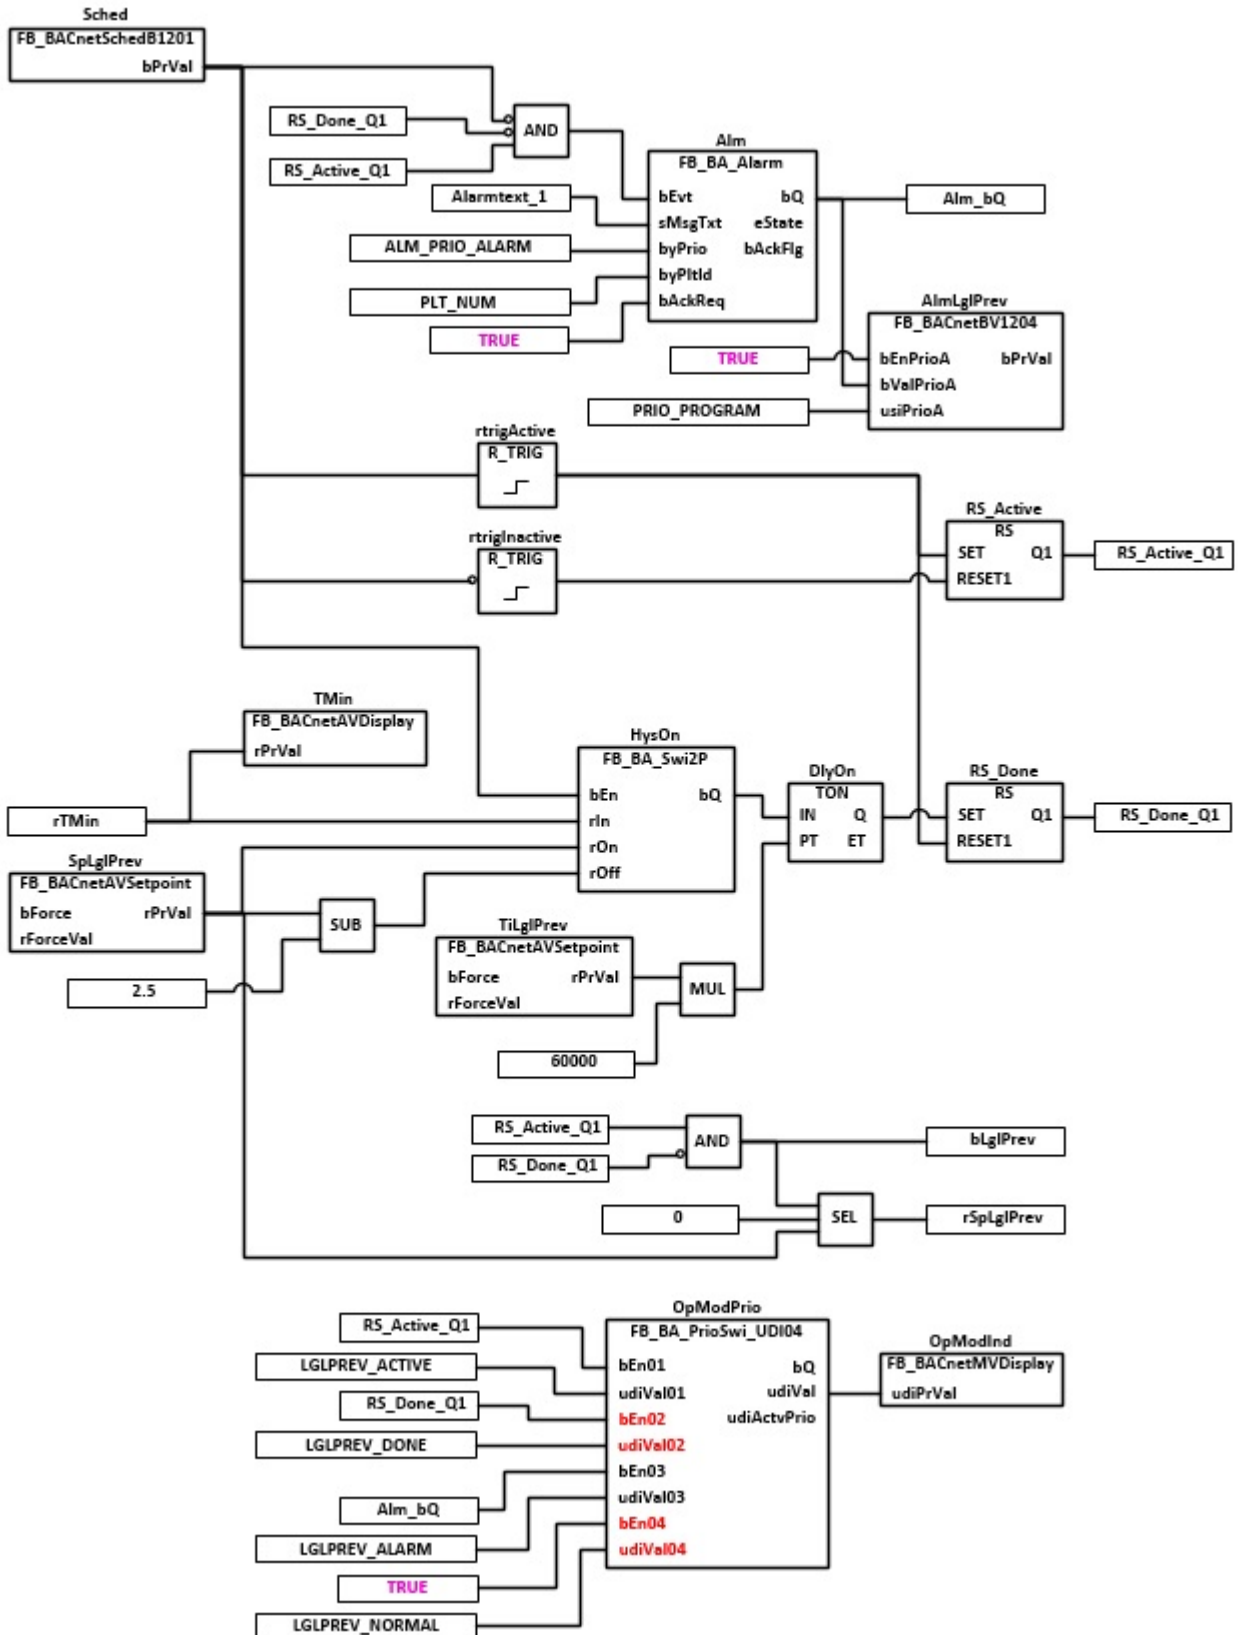 Sched
FB_BACnetSchedB1201
bPrVal
RS_Done_Q1
AND
RS_Active_Q1
Alm
FB_BA_Alarm
Alarmtext_1
bEvt bQ
Alm_bQ
sMsgTxt eState
ALM_PRIO_ALARM
byPrio bAckFlg
byPltId
PLT_NUM
bAckReq
AlmLglPrev
FB_BACnetBV1204
TRUE
TRUE
bEnPrioA bPrVal
bValPrioA
PRIO_PROGRAM
usiPrioA
rtrigActive
R_TRIG
RS_Active
RS
rtrigInactive
R_TRIG
SET Q1
RS_Active_Q1
RESET1
TMin
FB_BACnetAVDisplay
rPrVal
HysOn
FB_BA_Swi2P
DlyOn
TON
RS_Done
RS
bEn bQ
rTMin
rIn
IN Q
SET Q1
RS_Done_Q1
rOn
PT ET
RESET1
SpLglPrev
FB_BACnetAVSetpoint
rOff
bForce rPrVal
rForceVal
SUB
TiLglPrev
FB_BACnetAVSetpoint
bForce rPrVal
rForceVal
MUL
2.5
60000
RS_Active_Q1
AND
bLglPrev
RS_Done_Q1
0
SEL
rSpLglPrev
OpModPrio
FB_BA_PrioSwi_UDI04
RS_Active_Q1
OpModInd
FB_BACnetMVDisplay
LGLPREV_ACTIVE
bEn01 bQ
udiVal01 udiVal
udiPrVal
RS_Done_Q1
bEn02 udiActvPrio
LGLPREV_DONE
udiVal02
bEn03
Alm_bQ
udiVal03
bEn04
LGLPREV_ALARM
udiVal04
TRUE
LGLPREV_NORMAL